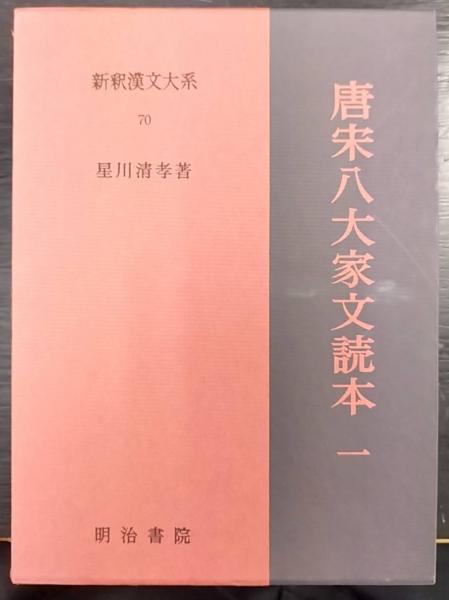 新釈漢文大系
70
星川清孝著
唐宋八大家文読本 一
明治書院